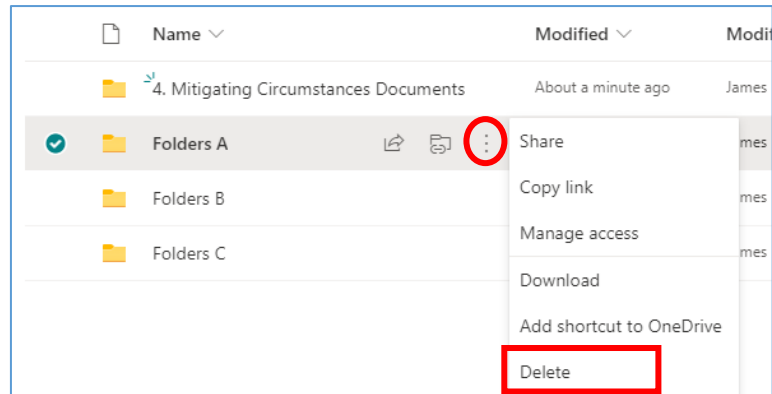 Name Modified Modif
4. Mitigating Circumstances Documents About a minute ago James
Folders A Share mes
Copy link
Folders B mes
Manage access
Folders C mes
Download
Add shortcut to OneDrive
Delete